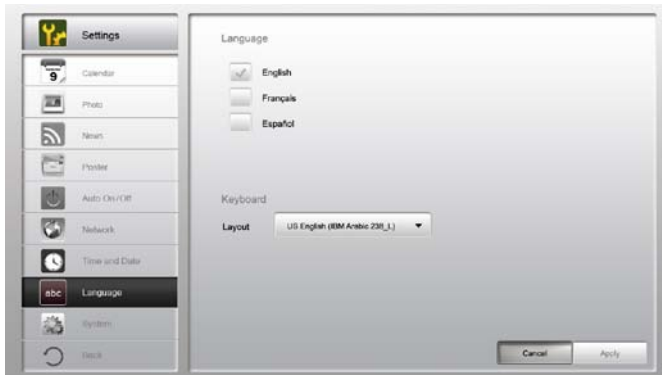 Settings
9
Calendar
Photo
News
Poster
Auto On/Off
Network
Time and Date
abc
Language
System
Back
Language
English
Français
Español
Keyboard
Layout
US English (IBM Arabic 238_L)
Cancel
Apply